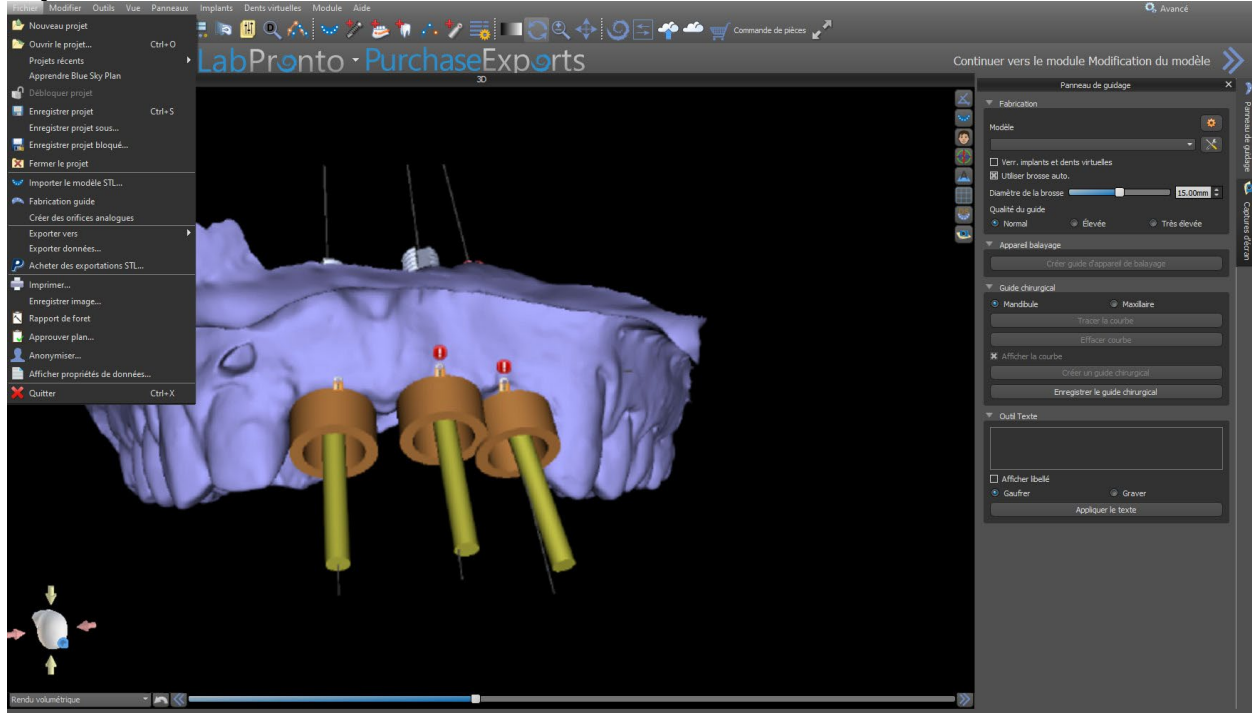 Fichier Modifier Outils Vue Panneaux Implants Dents virtuelles Module Aide
Avancé
Nouveau projet
Ouvrir le projet... Ctrl+O
Projets récents
Apprendre Blue Sky Plan
Débloquer projet
Enregistrer projet Ctrl+S
Enregistrer projet sous...
Enregistrer projet bloqué...
Fermer le projet
Importer le modèle STL...
Fabrication guide
Créer des orifices analogues
Exporter vers
Exporter données...
Acheter des exportations STL...
Imprimer...
Enregistrer image...
Rapport de foret
Approuver plan...
Anonymiser...
Afficher propriétés de données...
Quitter Ctrl+X
Commande de pièces
LabPronto - PurchaseExports
Continuer vers le module Modification du modèle
3D
Panneau de guidage
Fabrication
Modèle
Verr. implants et dents virtuelles
Utiliser brosse auto.
Diamètre de la brosse 15.00mm
Qualité du guide
Normal Élevée Très élevée
Appareil balayage
Créer guide d'appareil de balayage
Guide chirurgical
Mandibule Maxillaire
Tracer la courbe
Effacer courbe
Afficher la courbe
Créer un guide chirurgical
Enregistrer le guide chirurgical
Outil Texte
Afficher libellé
Gaufrer Graver
Appliquer le texte
Panneau de guidage
Captures d'écran
Rendu volumétrique